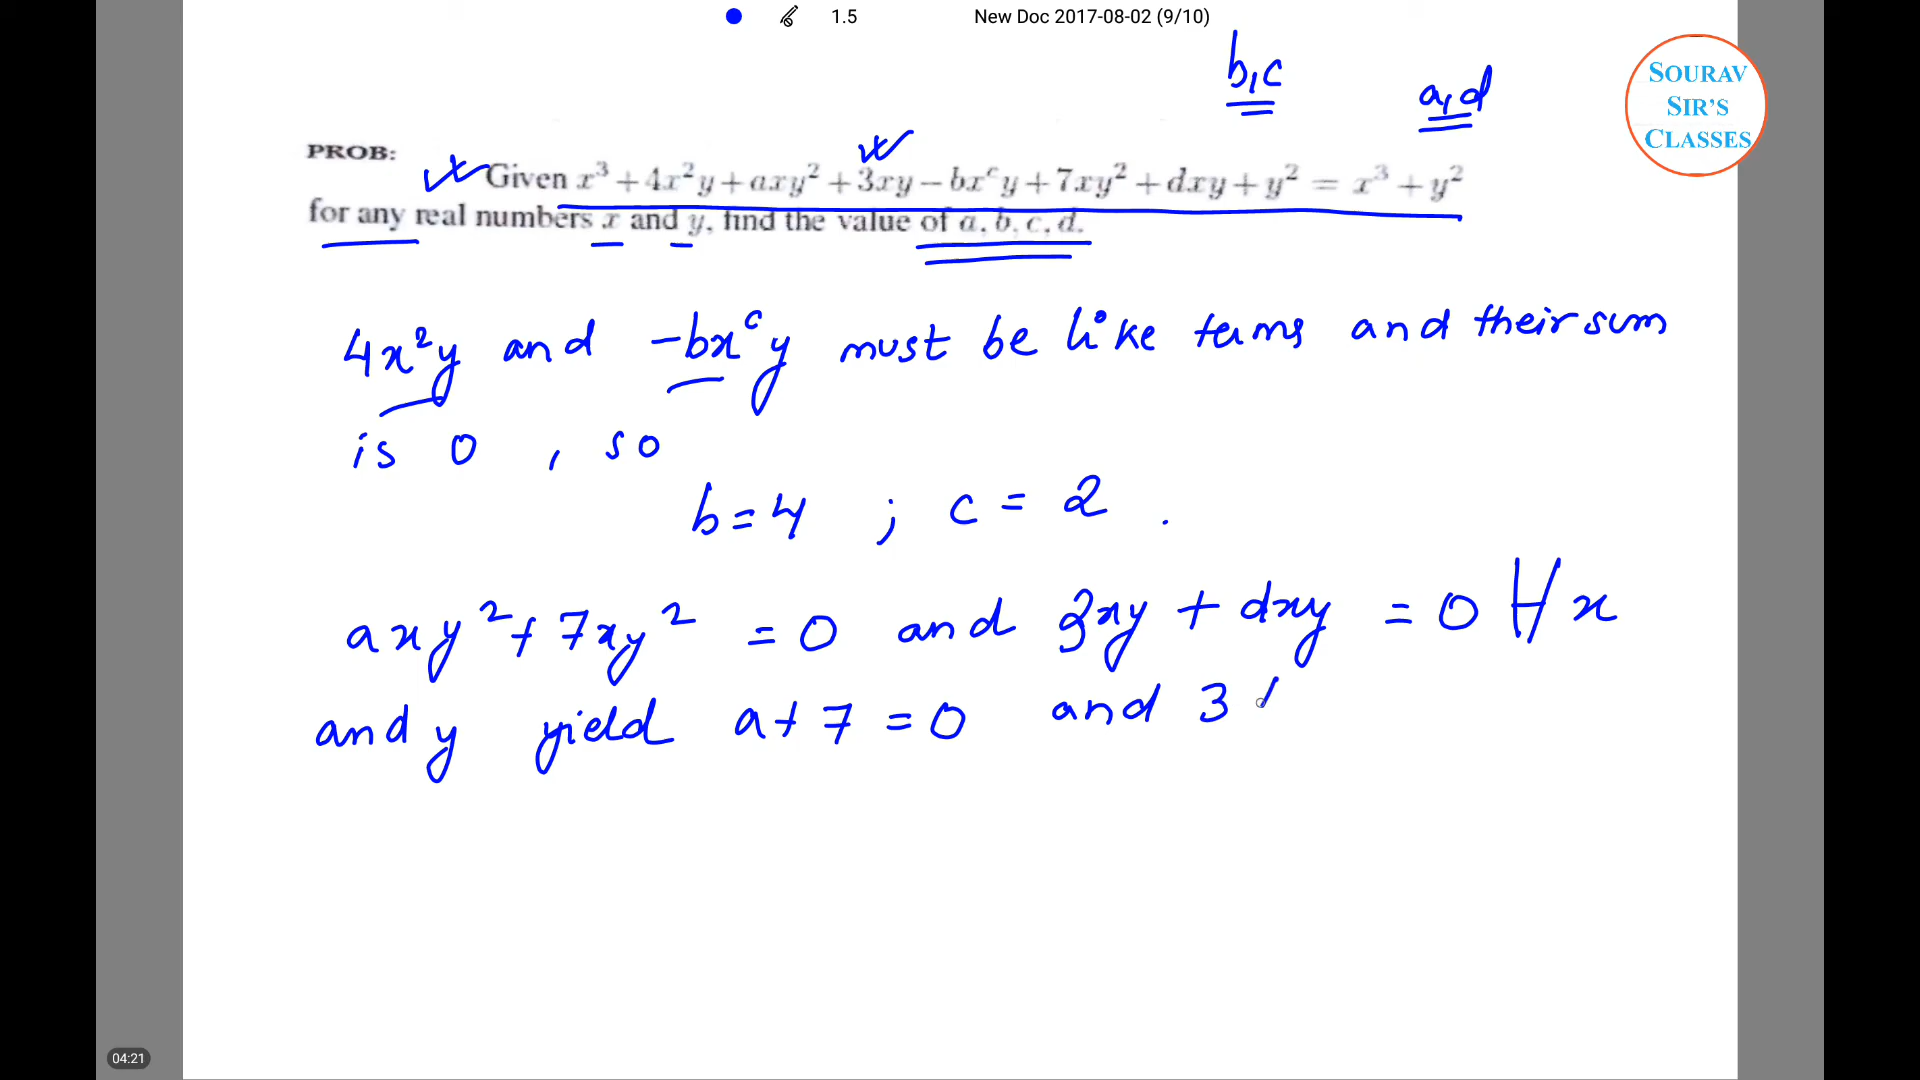 1.5 New Doc 2017-08-02 (9/10)
b,c
a,d
SOURAV
SIR'S
CLASSES
PROB:
Given x³ + 4x²y + axy² + 3xy − bxᶜy + 7xy² + dxy + y² = x³ + y²
for any real numbers x and y, find the value of a, b, c, d.
4x²y and −bxᶜy must be like terms and their sum
is 0 , so
b=4 ; c = 2 .
axy² + 7xy² = 0 and 3xy + dxy = 0 ∀ x
and y yield a+7 = 0 and 3
04:21